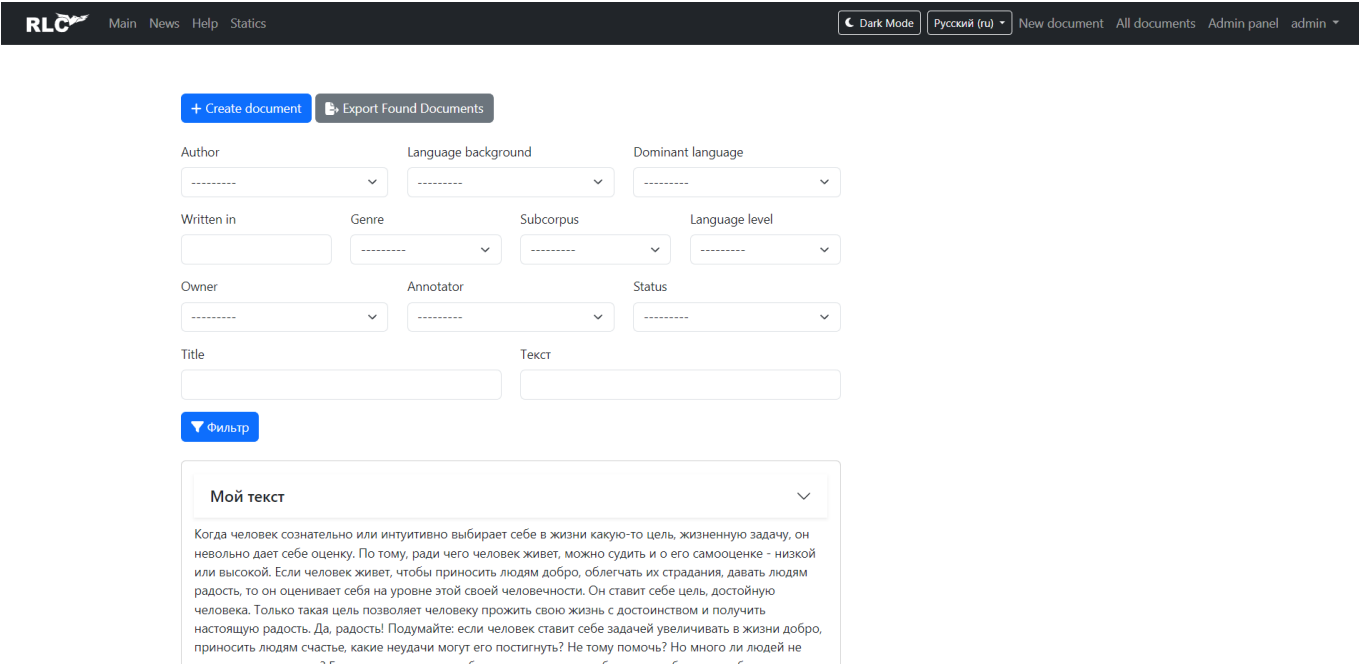 RLC Main News Help Statics Dark Mode Русский (ru) New document All documents Admin panel admin
+ Create document Export Found Documents
Author Language background Dominant language
--------- --------- ---------
Written in Genre Subcorpus Language level
--------- --------- ---------
Owner Annotator Status
--------- --------- ---------
Title Текст
Фильтр
Мой текст
Когда человек сознательно или интуитивно выбирает себе в жизни какую-то цель, жизненную задачу, он
невольно дает себе оценку. По тому, ради чего человек живет, можно судить и о его самооценке - низкой
или высокой. Если человек живет, чтобы приносить людям добро, облегчать их страдания, давать людям
радость, то он оценивает себя на уровне этой своей человечности. Он ставит себе цель, достойную
человека. Только такая цель позволяет человеку прожить свою жизнь с достоинством и получить
настоящую радость. Да, радость! Подумайте: если человек ставит себе задачей увеличивать в жизни добро,
приносить людям счастье, какие неудачи могут его постигнуть? Не тому помочь? Но много ли людей не